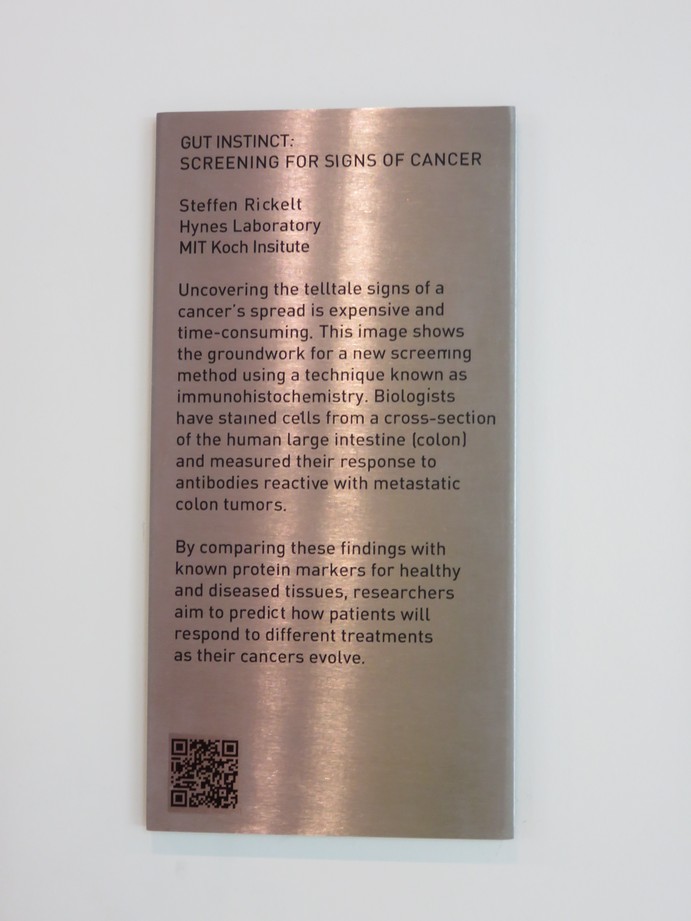 GUT INSTINCT:
SCREENING FOR SIGNS OF CANCER
Steffen Rickelt
Hynes Laboratory
MIT Koch Insitute
Uncovering the telltale signs of a
cancer's spread is expensive and
time-consuming. This image shows
the groundwork for a new screening
method using a technique known as
immunohistochemistry. Biologists
have stained cells from a cross-section
of the human large intestine (colon)
and measured their response to
antibodies reactive with metastatic
colon tumors.
By comparing these findings with
known protein markers for healthy
and diseased tissues, researchers
aim to predict how patients will
respond to different treatments
as their cancers evolve.